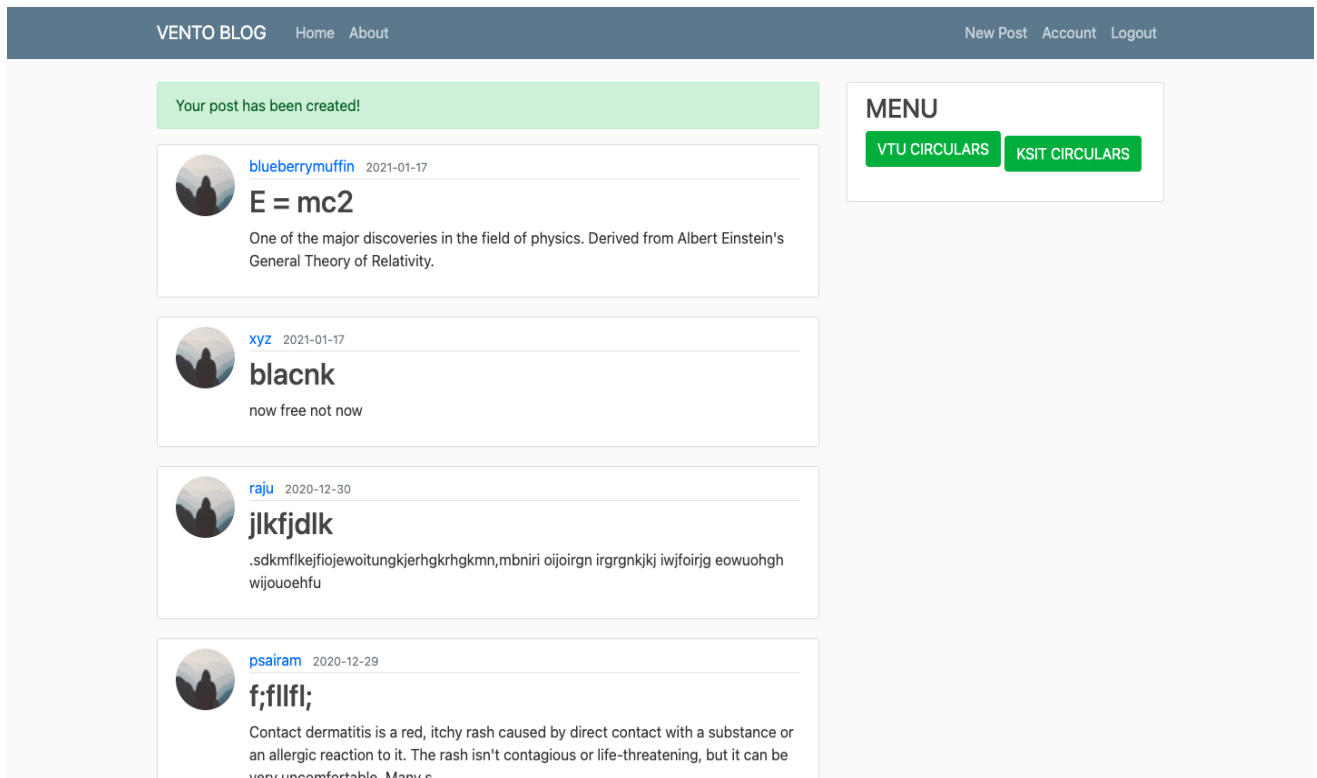 VENTO BLOG Home About New Post Account Logout
Your post has been created!
MENU
VTU CIRCULARS KSIT CIRCULARS
blueberrymuffin 2021-01-17
E = mc2
One of the major discoveries in the field of physics. Derived from Albert Einstein's
General Theory of Relativity.
xyz 2021-01-17
blacnk
now free not now
raju 2020-12-30
jlkfjdlk
.sdkmflkejfiojewoitungkjerhgkrhgkmn,mbniri oijoirgn irgrgnkjkj iwjfoirjg eowuohgh
wijouoehfu
psairam 2020-12-29
f;fllfl;
Contact dermatitis is a red, itchy rash caused by direct contact with a substance or
an allergic reaction to it. The rash isn't contagious or life-threatening, but it can be
very uncomfortable. Many s